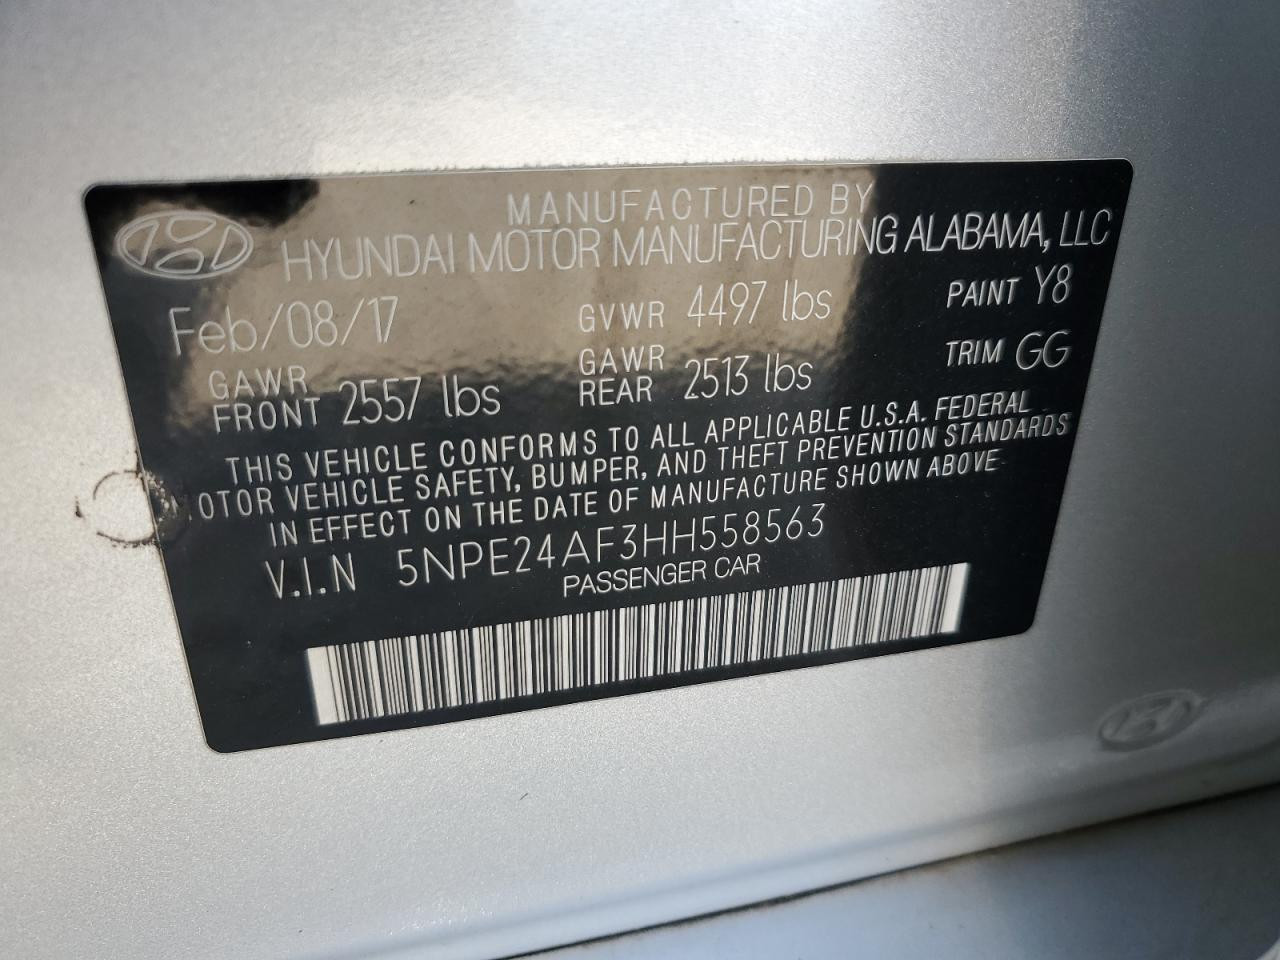 MANUFACTURED BY
HYUNDAI MOTOR MANUFACTURING ALABAMA, LLC
Feb/08/17 GVWR 4497 lbs PAINT Y8
GAWR FRONT 2557 lbs GAWR REAR 2513 lbs TRIM GG
THIS VEHICLE CONFORMS TO ALL APPLICABLE U.S.A. FEDERAL
OTOR VEHICLE SAFETY, BUMPER, AND THEFT PREVENTION STANDARDS
IN EFFECT ON THE DATE OF MANUFACTURE SHOWN ABOVE
V.I.N 5NPE24AF3HH558563
PASSENGER CAR